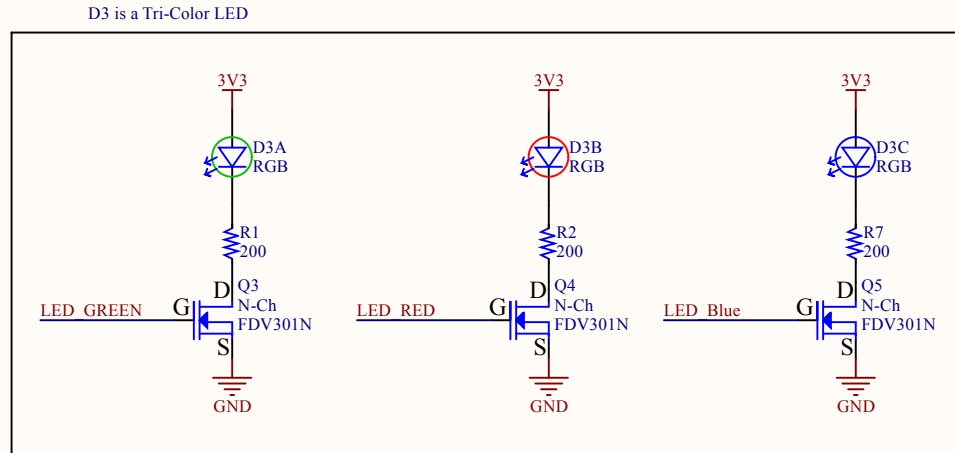 D3 is a Tri-Color LED
3V3
D3A
RGB
R1
200
D
Q3
N-Ch
FDV301N
G
LED_GREEN
S
GND
3V3
D3B
RGB
R2
200
D
Q4
N-Ch
FDV301N
G
LED_RED
S
GND
3V3
D3C
RGB
R7
200
D
Q5
N-Ch
FDV301N
G
LED_Blue
S
GND